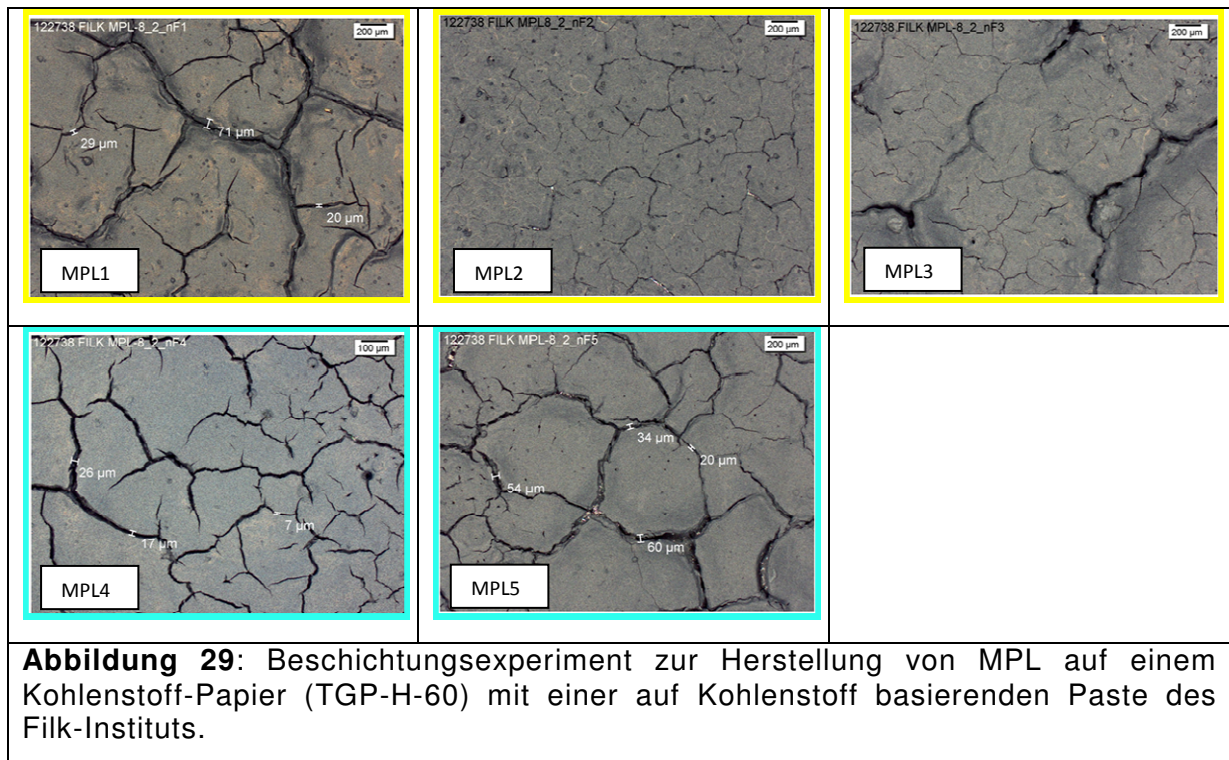 122738 FILK MPL-8_2_nF1
200 µm
29 µm
71 µm
20 µm
MPL1
122738 FILK MPL8_2_nF2
200 µm
MPL2
122738 FILK MPL-8_2_nF3
200 µm
MPL3
122738 FILK MPL-8_2_nF4
100 µm
26 µm
17 µm
7 µm
MPL4
122738 FILK MPL-8_2_nF5
200 µm
34 µm
20 µm
54 µm
60 µm
MPL5
Abbildung 29: Beschichtungsexperiment zur Herstellung von MPL auf einem
Kohlenstoff-Papier (TGP-H-60) mit einer auf Kohlenstoff basierenden Paste des
Filk-Instituts.